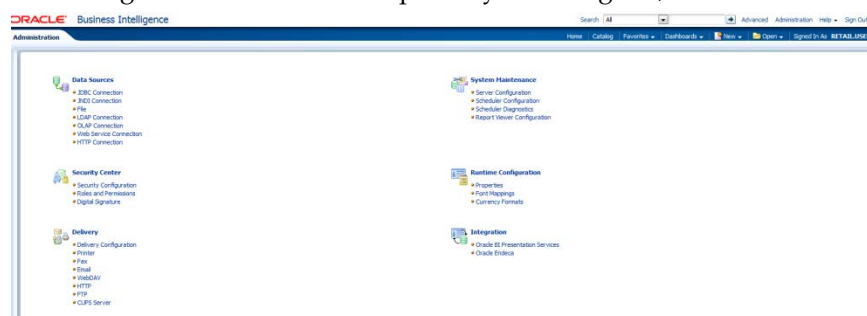 ORACLE Business Intelligence
Search All Advanced Administration Help Sign Out
Administration
Home Catalog Favorites Dashboards New Open Signed In As RETAIL.USER
Data Sources
JDBC Connection
JNDI Connection
File
LDAP Connection
OLAP Connection
Web Service Connection
HTTP Connection
System Maintenance
Server Configuration
Scheduler Configuration
Scheduler Diagnostics
Report Viewer Configuration
Security Center
Security Configuration
Roles and Permissions
Digital Signature
Runtime Configuration
Properties
Font Mappings
Currency Formats
Delivery
Delivery Configuration
Printer
Fax
Email
WebDAV
HTTP
FTP
CUPS Server
Integration
Oracle BI Presentation Services
Oracle Endeca